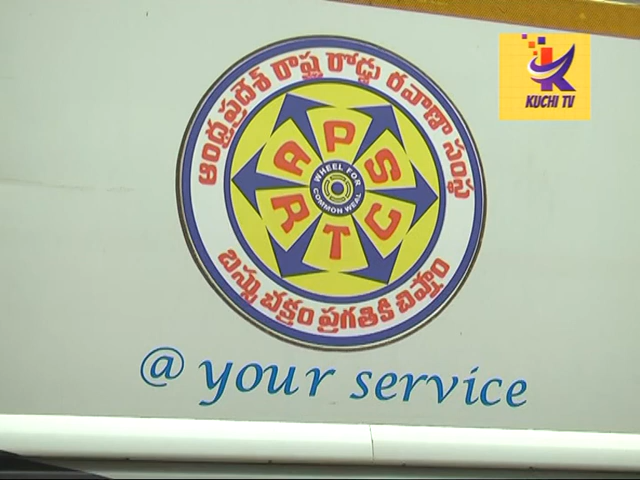 KUCHI TV
ఆంధ్రప్రదేశ్ రాష్ట్ర రోడ్డు రవాణా సంస్థ
APSRTC
WHEEL FOR
COMMON WEAL
బస్సు చక్రం ప్రగతికి చిహ్నం
@ your service